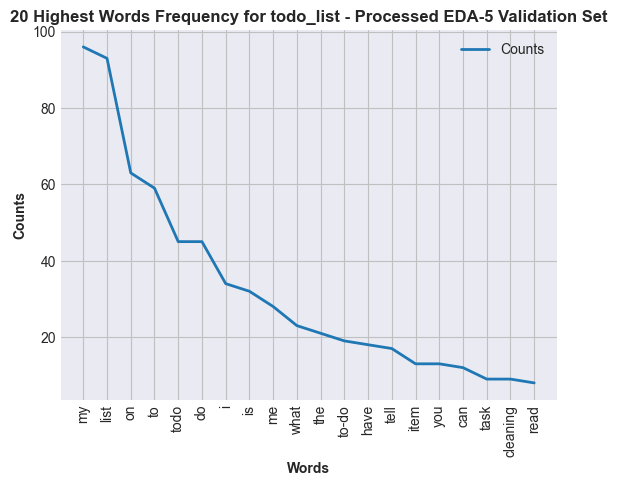 20 Highest Words Frequency for todo_list - Processed EDA-5 Validation Set
Counts
100
80
60
40
20
Counts
my
list
on
to
todo
do
i
is
me
what
the
to-do
have
tell
item
you
can
task
cleaning
read
Words